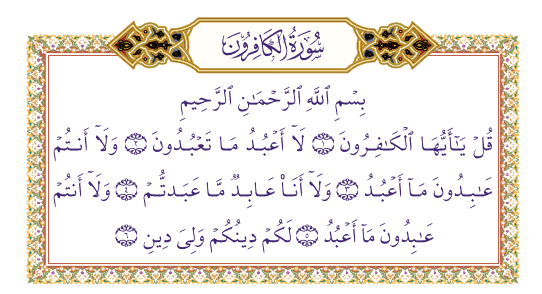 سُورَةُ الكَافِرُونَ
بِسْمِ ٱللَّهِ ٱلرَّحْمَـٰنِ ٱلرَّحِيمِ
قُلْ يَـٰٓأَيُّهَا ٱلْكَـٰفِرُونَ ١ لَآ أَعْبُدُ مَا تَعْبُدُونَ ٢ وَلَآ أَنتُمْ
عَـٰبِدُونَ مَآ أَعْبُدُ ٣ وَلَآ أَنَا۠ عَابِدٌ مَّا عَبَدتُّمْ ٤ وَلَآ أَنتُمْ
عَـٰبِدُونَ مَآ أَعْبُدُ ٥ لَكُمْ دِينُكُمْ وَلِىَ دِينِ ٦